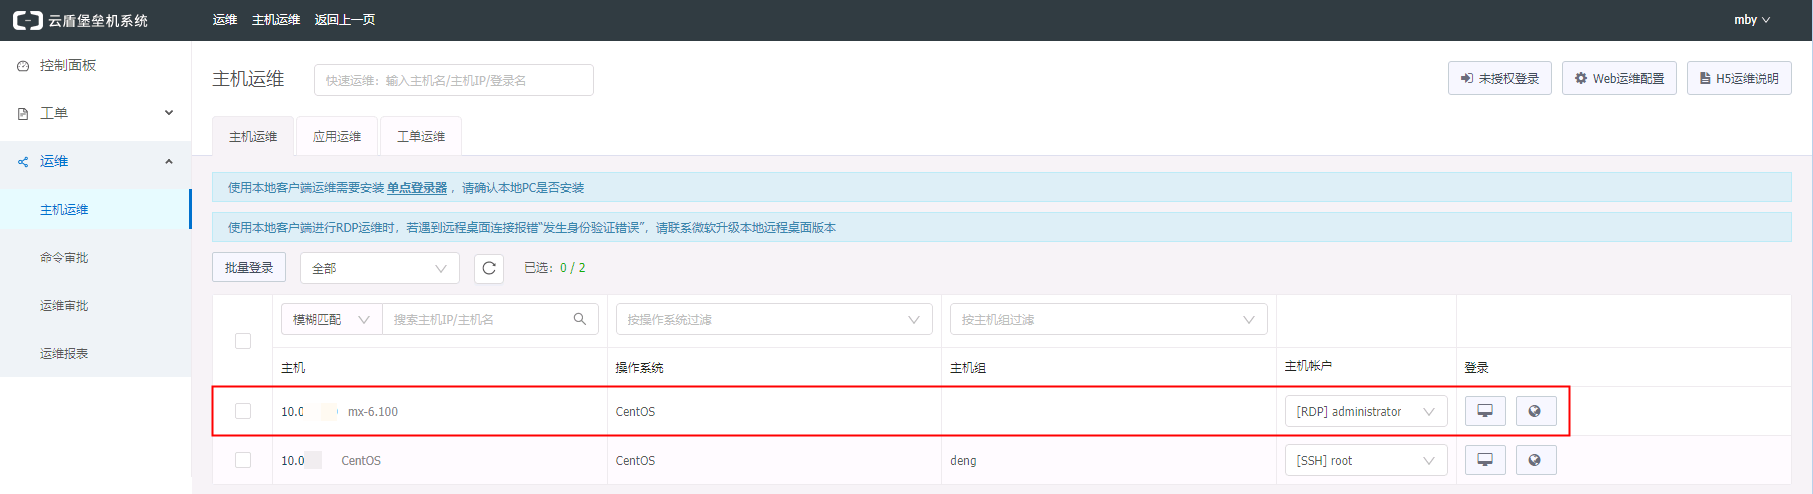 云盾堡垒机系统 运维 主机运维 返回上一页 mby
控制面板
工单
运维
主机运维
命令审批
运维审批
运维报表
主机运维 快速运维：输入主机名/主机IP/登录名 未授权登录 Web运维配置 H5运维说明
主机运维 应用运维 工单运维
使用本地客户端运维需要安装 单点登录器 ，请确认本地PC是否安装
使用本地客户端进行RDP运维时，若遇到远程桌面连接报错“发生身份验证错误”，请联系微软升级本地远程桌面版本
批量登录 全部 已选：0 / 2
模糊匹配 搜索主机IP/主机名 按操作系统过滤 按主机组过滤
主机 操作系统 主机组 主机帐户 登录
10.0 mx-6.100 CentOS [RDP] administrator
10.0 CentOS CentOS deng [SSH] root